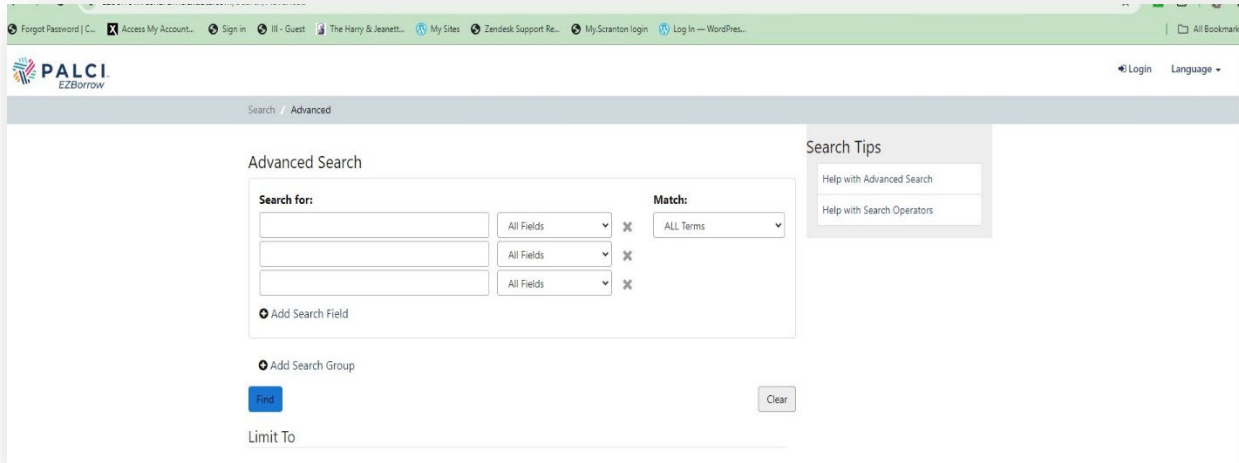 Forgot Password | C... Access My Account... Sign in Ill - Guest The Harry & Jeanett... My Sites Zendesk Support Re... My.Scranton login Log In — WordPres... All Bookmark
PALCI
EZBorrow
Login Language
Search / Advanced
Advanced Search
Search for: Match:
All Fields ALL Terms
All Fields
All Fields
Add Search Field
Add Search Group
Find Clear
Limit To
Search Tips
Help with Advanced Search
Help with Search Operators